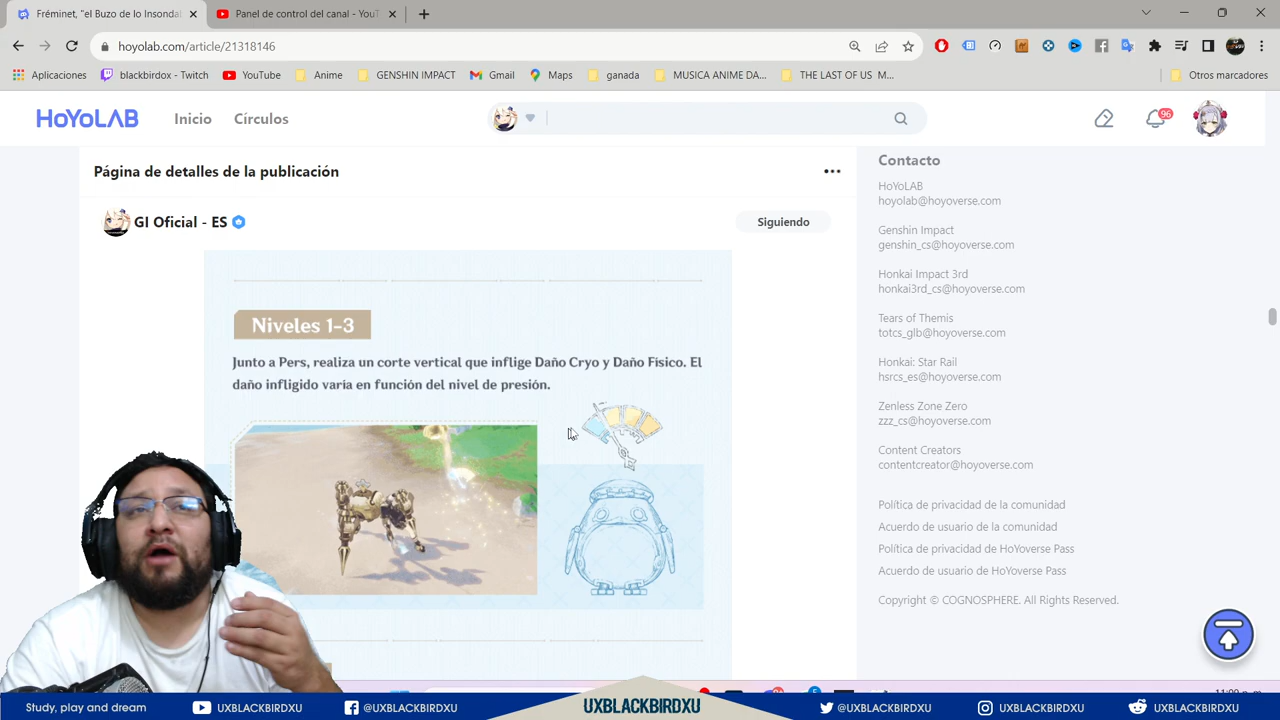 Fréminet, "el Buzo de lo Insondab
Panel de control del canal - YouT
hoyolab.com/article/21318146
Aplicaciones
blackbirdox - Twitch
YouTube
Anime
GENSHIN IMPACT
Gmail
Maps
ganada
MUSICA ANIME DA...
THE LAST OF US M...
Otros marcadores
HoYoLAB
Inicio
Círculos
96
Página de detalles de la publicación
GI Oficial - ES
Siguiendo
Niveles 1-3
Junto a Pers, realiza un corte vertical que inflige Daño Cryo y Daño Físico. El
daño infligido varía en función del nivel de presión.
Contacto
HoYoLAB
hoyolab@hoyoverse.com
Genshin Impact
genshin_cs@hoyoverse.com
Honkai Impact 3rd
honkai3rd_cs@hoyoverse.com
Tears of Themis
totcs_glb@hoyoverse.com
Honkai: Star Rail
hsrcs_es@hoyoverse.com
Zenless Zone Zero
zzz_cs@hoyoverse.com
Content Creators
contentcreator@hoyoverse.com
Política de privacidad de la comunidad
Acuerdo de usuario de la comunidad
Política de privacidad de HoYoverse Pass
Acuerdo de usuario de HoYoverse Pass
Copyright © COGNOSPHERE. All Rights Reserved.
Study, play and dream
UXBLACKBIRDXU
@UXBLACKBIRDXU
UXBLACKBIRDXU
@UXBLACKBIRDXU
UXBLACKBIRDXU
UXBLACKBIRDXU